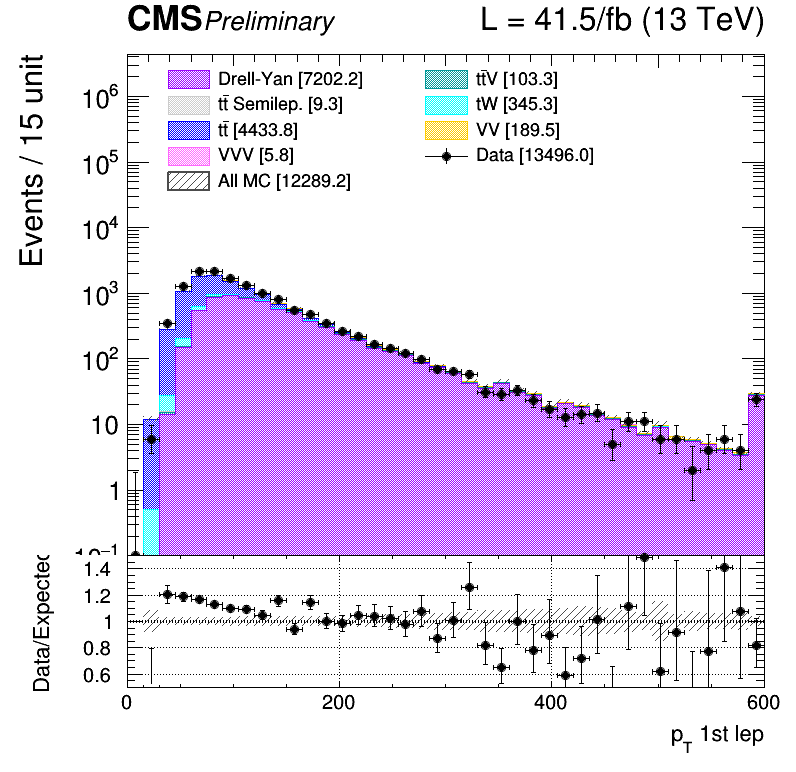 CMS Preliminary L = 41.5/fb (13 TeV)
Events / 15 unit
Drell-Yan [7202.2]
tt̄ Semilep. [9.3]
tt̄ [4433.8]
VVV [5.8]
All MC [12289.2]
tt̄V [103.3]
tW [345.3]
VV [189.5]
Data [13496.0]
10⁶
10⁵
10⁴
10³
10²
10
1
10⁻¹
Data/Expected
1.4
1.2
1
0.8
0.6
0 200 400 600
p_T 1st lep